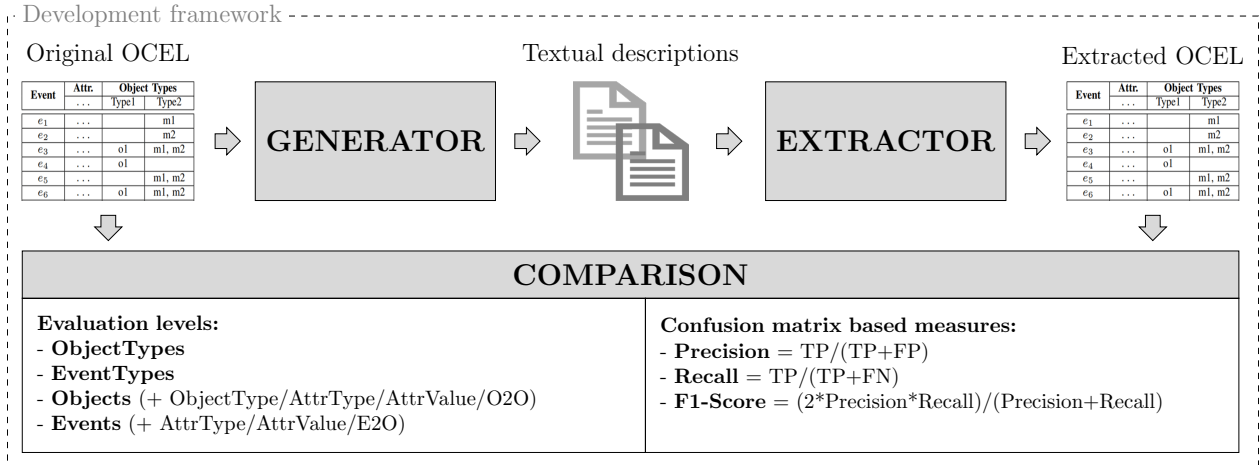 Development framework
Original OCEL
Textual descriptions
Extracted OCEL
Event Attr. Object Types
... Type1 Type2
e1 ... m1
e2 ... m2
e3 ... o1 m1, m2
e4 ... o1
e5 ... m1, m2
e6 ... o1 m1, m2
GENERATOR
EXTRACTOR
Event Attr. Object Types
... Type1 Type2
e1 ... m1
e2 ... m2
e3 ... o1 m1, m2
e4 ... o1
e5 ... m1, m2
e6 ... o1 m1, m2
COMPARISON
Evaluation levels:
- ObjectTypes
- EventTypes
- Objects (+ ObjectType/AttrType/AttrValue/O2O)
- Events (+ AttrType/AttrValue/E2O)
Confusion matrix based measures:
- Precision = TP/(TP+FP)
- Recall = TP/(TP+FN)
- F1-Score = (2*Precision*Recall)/(Precision+Recall)